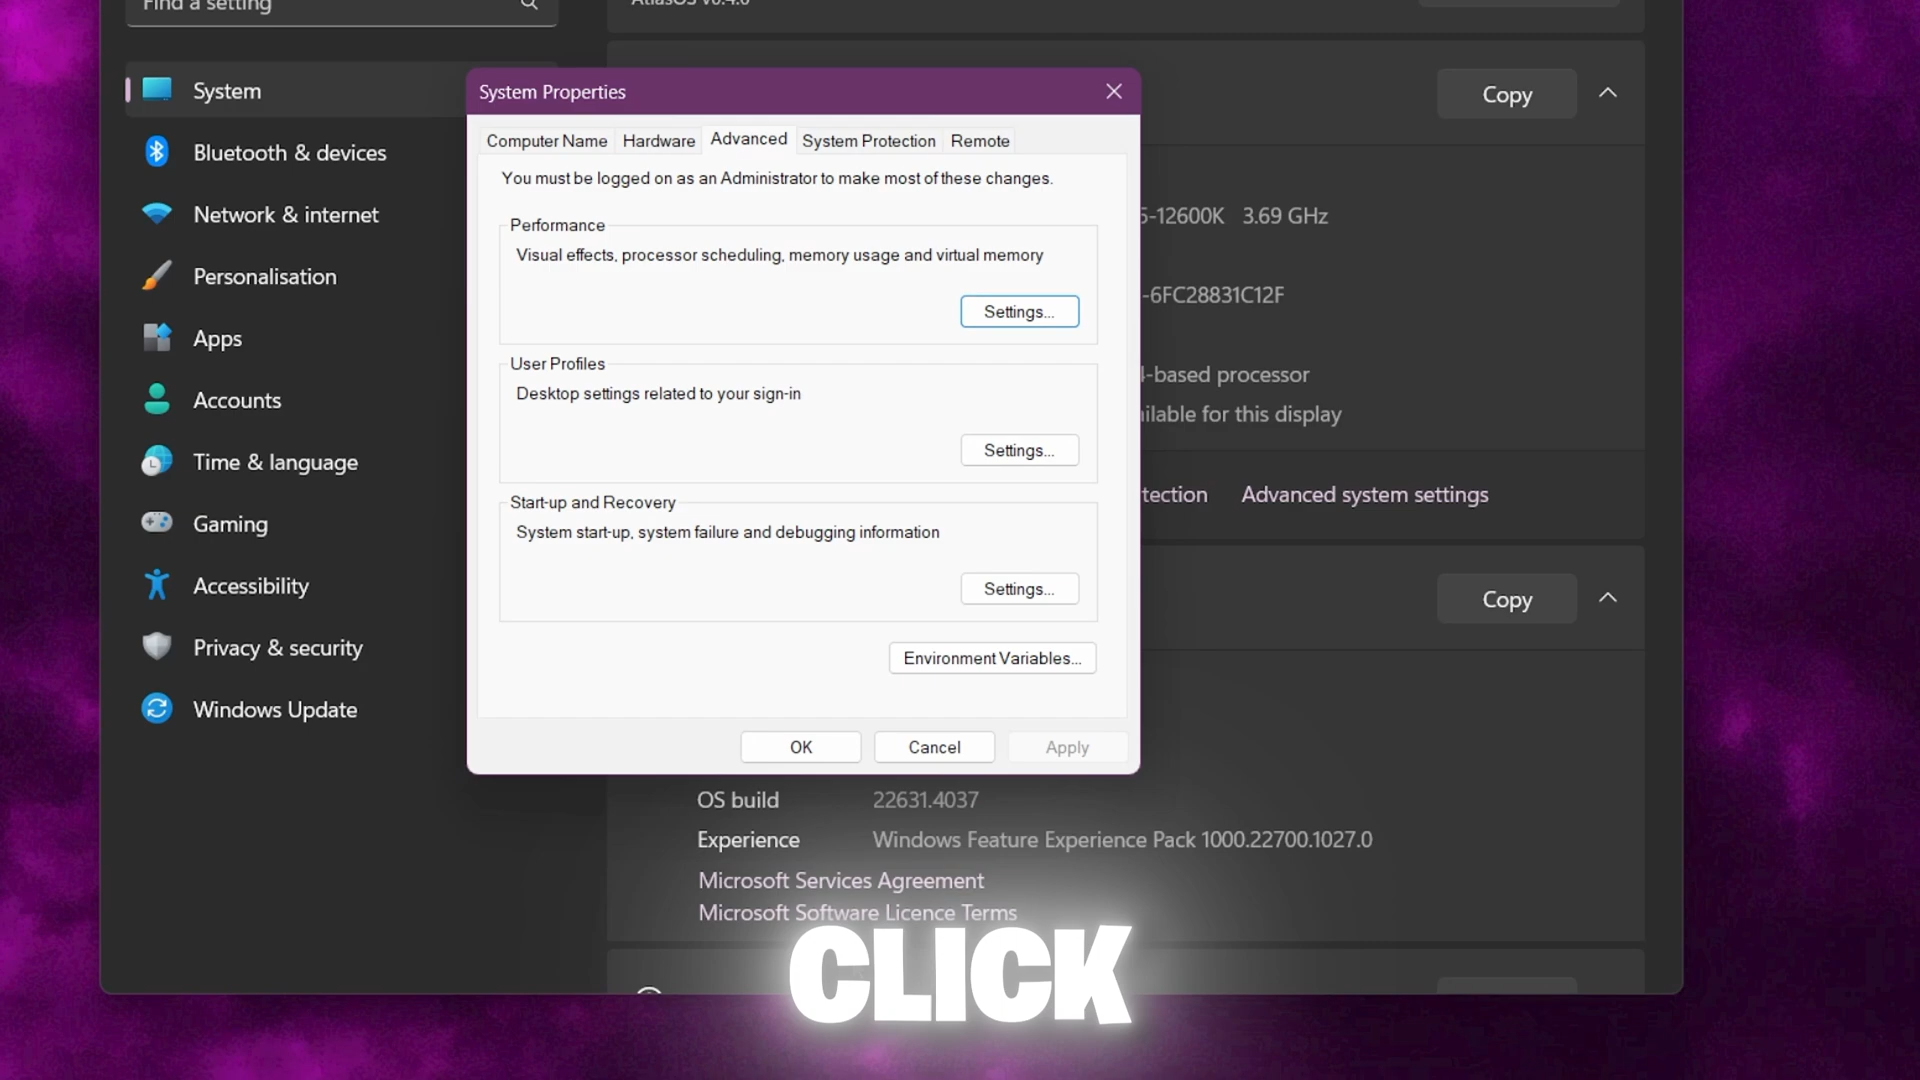 Find a setting
AtlasOS v0.4.0
System
Bluetooth & devices
Network & internet
Personalisation
Apps
Accounts
Time & language
Gaming
Accessibility
Privacy & security
Windows Update
System Properties
Computer Name Hardware Advanced System Protection Remote
You must be logged on as an Administrator to make most of these changes.
Performance
Visual effects, processor scheduling, memory usage and virtual memory
Settings...
User Profiles
Desktop settings related to your sign-in
Settings...
Start-up and Recovery
System start-up, system failure and debugging information
Settings...
Environment Variables...
OK Cancel Apply
Copy
5-12600K 3.69 GHz
-6FC28831C12F
4-based processor
ilable for this display
tection Advanced system settings
Copy
OS build 22631.4037
Experience Windows Feature Experience Pack 1000.22700.1027.0
Microsoft Services Agreement
Microsoft Software Licence Terms
CLICK